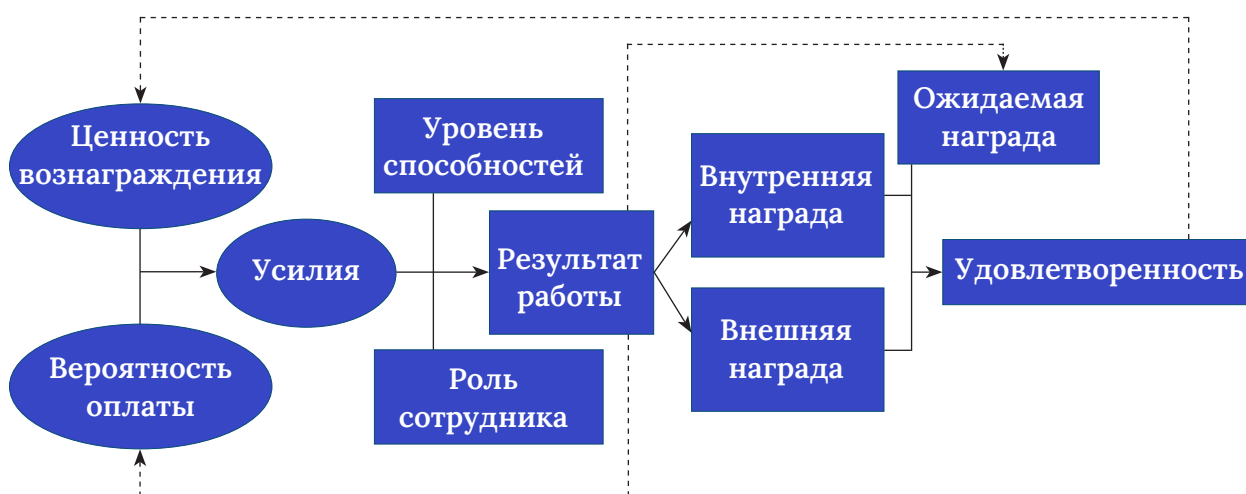 Ценность
вознаграждения
Вероятность
оплаты
Усилия
Уровень
способностей
Роль
сотрудника
Результат
работы
Внутренняя
награда
Внешняя
награда
Ожидаемая
награда
Удовлетворенность